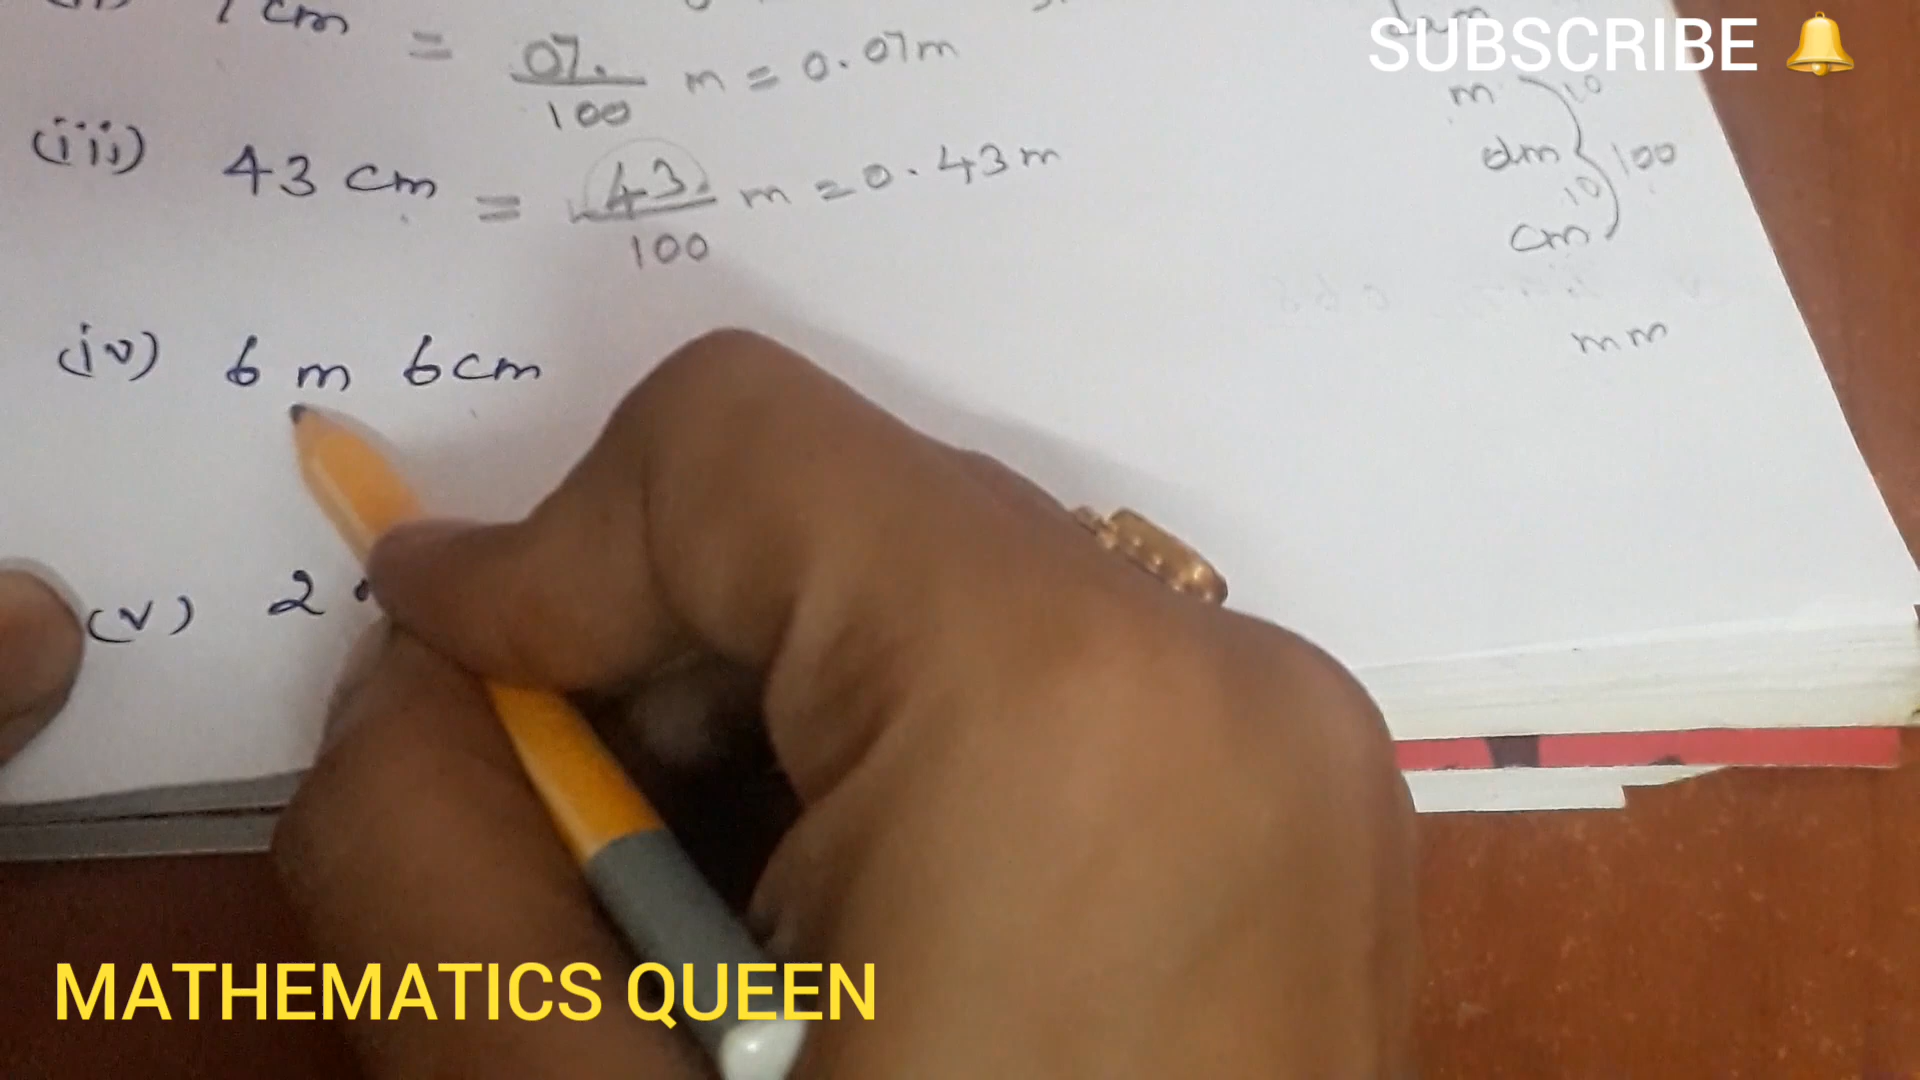 7 cm = 07. / 100 m = 0.07m
(iii) 43 cm = 43. / 100 m = 0.43m
(iv) 6 m 6cm
(v) 2
SUBSCRIBE 🔔
m 10
dm 100
10
cm
mm
MATHEMATICS QUEEN